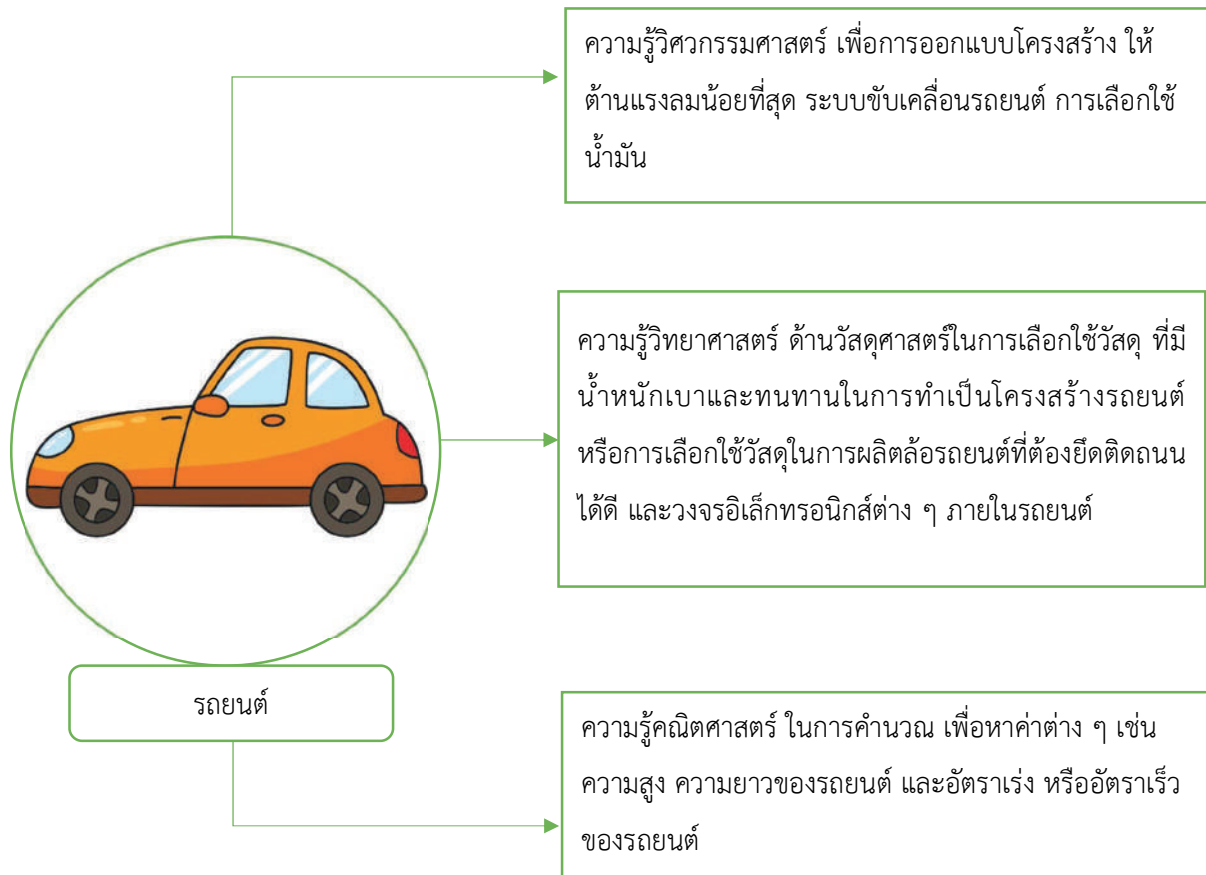 ความรู้วิศวกรรมศาสตร์ เพื่อการออกแบบโครงสร้าง ให้
ต้านแรงลมน้อยที่สุด ระบบขับเคลื่อนรถยนต์ การเลือกใช้
น้ำมัน
ความรู้วิทยาศาสตร์ ด้านวัสดุศาสตร์ในการเลือกใช้วัสดุ ที่มี
น้ำหนักเบาและทนทานในการทำเป็นโครงสร้างรถยนต์
หรือการเลือกใช้วัสดุในการผลิตล้อรถยนต์ที่ต้องยึดติดถนน
ได้ดี และวงจรอิเล็กทรอนิกส์ต่าง ๆ ภายในรถยนต์
รถยนต์
ความรู้คณิตศาสตร์ ในการคำนวณ เพื่อหาค่าต่าง ๆ เช่น
ความสูง ความยาวของรถยนต์ และอัตราเร่ง หรืออัตราเร็ว
ของรถยนต์